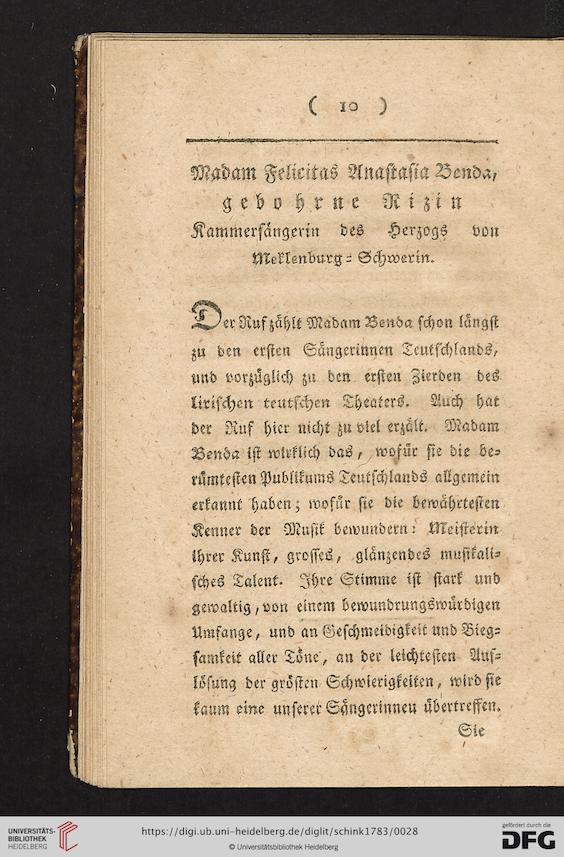 ( 10 )
Madam Felicitas Anastasia Benda,
gebohrne Rizin
Kammersängerin des Herzogs von
Meklenburg-Schwerin.
Der Ruf zählt Madam Benda schon längst
zu den ersten Sängerinnen Teutschlands,
und vorzüglich zu den ersten Zierden des
lirischen teutschen Theaters. Auch hat
der Ruf hier nicht zu viel erzält. Madam
Benda ist wirklich das, wofür sie die be-
rümtesten Publikums Teutschlands allgemein
erkannt haben; wofür sie die bewährtesten
Kenner der Musik bewundern: Meisterin
ihrer Kunst, grosses, glänzendes musikali-
sches Talent. Ihre Stimme ist stark und
gewaltig, von einem bewundrungswürdigen
Umfange, und an Geschmeidigkeit und Bieg-
samkeit aller Töne, an der leichtesten Auf-
lösung der grösten Schwierigkeiten, wird sie
kaum eine unserer Sängerinneu übertreffen.
Sie
UNIVERSITÄTS-
BIBLIOTHEK
HEIDELBERG
https://digi.ub.uni-heidelberg.de/diglit/schink1783/0028
© Universitätsbibliothek Heidelberg
gefördert durch die
DFG